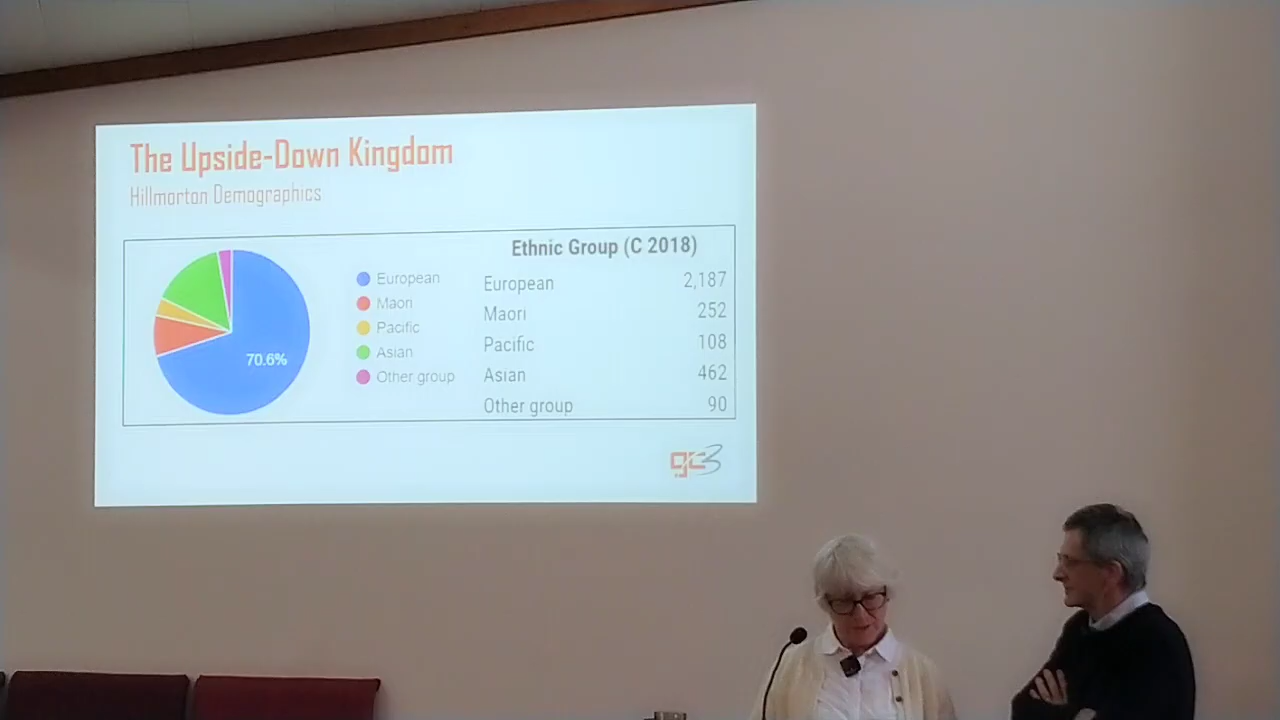 The Upside-Down Kingdom
Hillmorton Demographics
70.6%
European
Maori
Pacific
Asian
Other group
Ethnic Group (C 2018)
European 2,187
Maori 252
Pacific 108
Asian 462
Other group 90
gc3